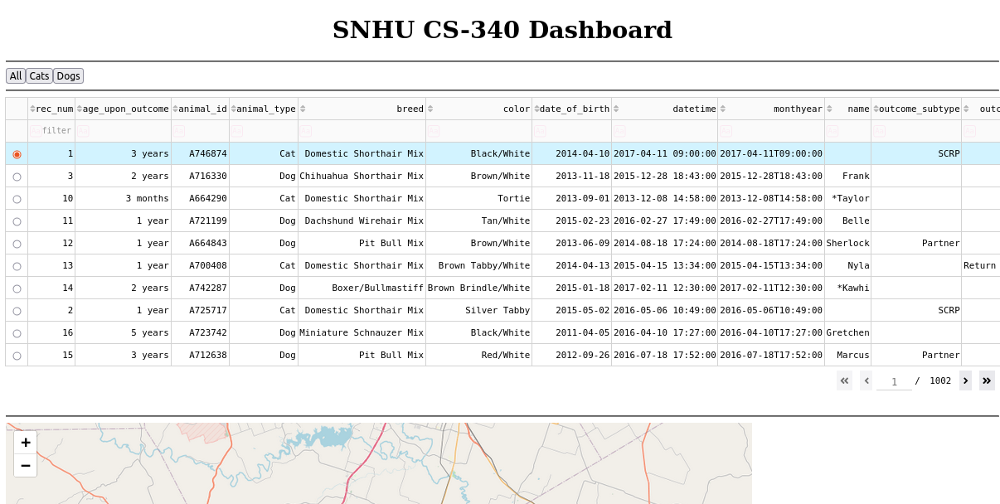 SNHU CS-340 Dashboard
All Cats Dogs
rec_num age_upon_outcome animal_id animal_type breed color date_of_birth datetime monthyear name outcome_subtype outc
Aa filter Aa Aa Aa Aa Aa Aa Aa Aa Aa Aa Aa
1 3 years A746874 Cat Domestic Shorthair Mix Black/White 2014-04-10 2017-04-11 09:00:00 2017-04-11T09:00:00 SCRP
3 2 years A716330 Dog Chihuahua Shorthair Mix Brown/White 2013-11-18 2015-12-28 18:43:00 2015-12-28T18:43:00 Frank
10 3 months A664290 Cat Domestic Shorthair Mix Tortie 2013-09-01 2013-12-08 14:58:00 2013-12-08T14:58:00 *Taylor
11 1 year A721199 Dog Dachshund Wirehair Mix Tan/White 2015-02-23 2016-02-27 17:49:00 2016-02-27T17:49:00 Belle
12 1 year A664843 Dog Pit Bull Mix Brown/White 2013-06-09 2014-08-18 17:24:00 2014-08-18T17:24:00 Sherlock Partner
13 1 year A700408 Cat Domestic Shorthair Mix Brown Tabby/White 2014-04-13 2015-04-15 13:34:00 2015-04-15T13:34:00 Nyla Return
14 2 years A742287 Dog Boxer/Bullmastiff Brown Brindle/White 2015-01-18 2017-02-11 12:30:00 2017-02-11T12:30:00 *Kawhi
2 1 year A725717 Cat Domestic Shorthair Mix Silver Tabby 2015-05-02 2016-05-06 10:49:00 2016-05-06T10:49:00 SCRP
16 5 years A723742 Dog Miniature Schnauzer Mix Black/White 2011-04-05 2016-04-10 17:27:00 2016-04-10T17:27:00 Gretchen
15 3 years A712638 Dog Pit Bull Mix Red/White 2012-09-26 2016-07-18 17:52:00 2016-07-18T17:52:00 Marcus Partner
1 / 1002
+
−